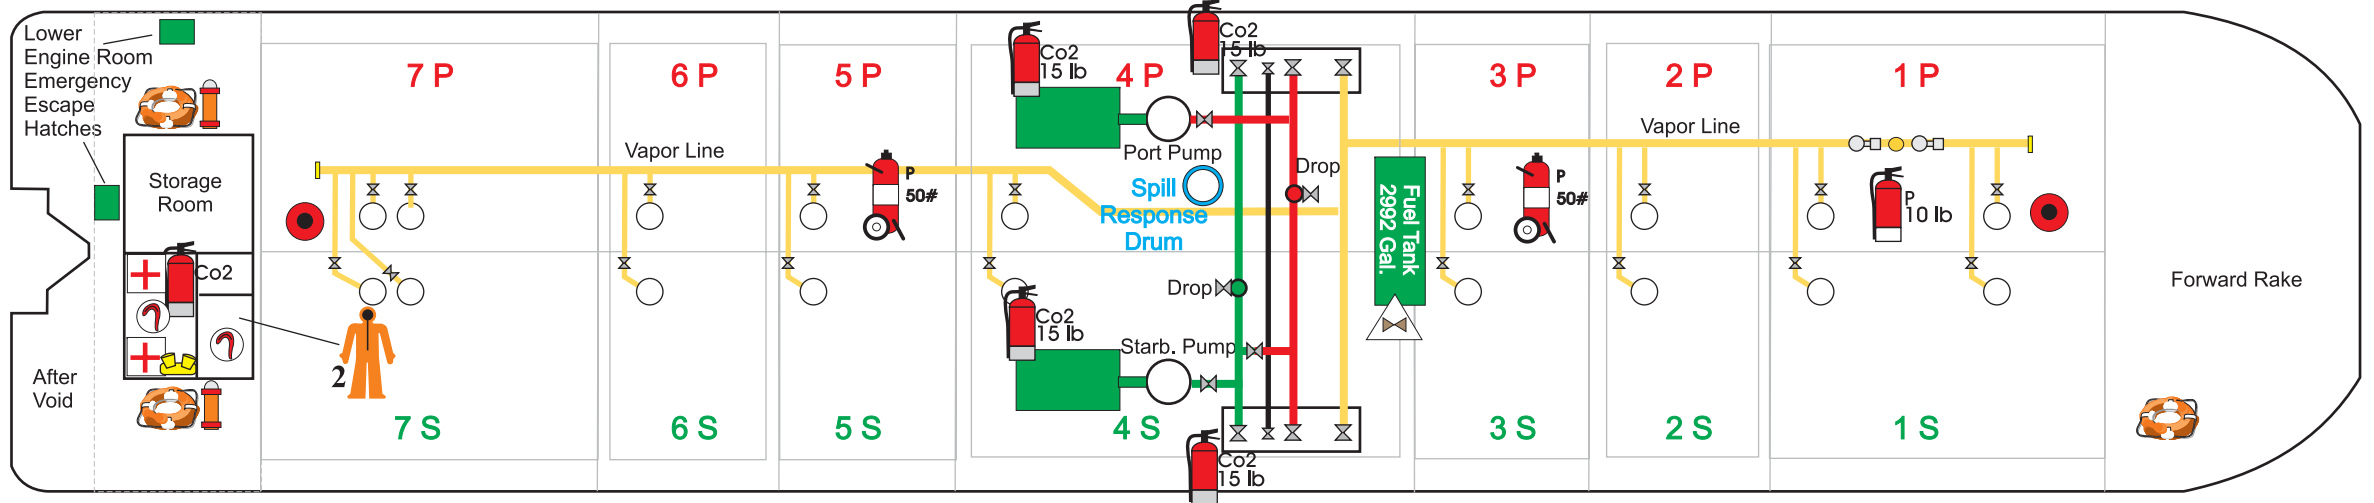 Lower
Engine Room
Emergency
Escape
Hatches
Storage
Room
Co2
After
Void
2
7 P
6 P
5 P
4 P
3 P
2 P
1 P
Co2
15 lb
Co2
15 lb
Vapor Line
Vapor Line
P
50#
Port Pump
Spill
Response
Drum
Drop
Fuel Tank
2992 Gal.
P
50#
P
10 lb
Drop
Co2
15 lb
Starb. Pump
Forward Rake
7 S
6 S
5 S
4 S
3 S
2 S
1 S
Co2
15 lb